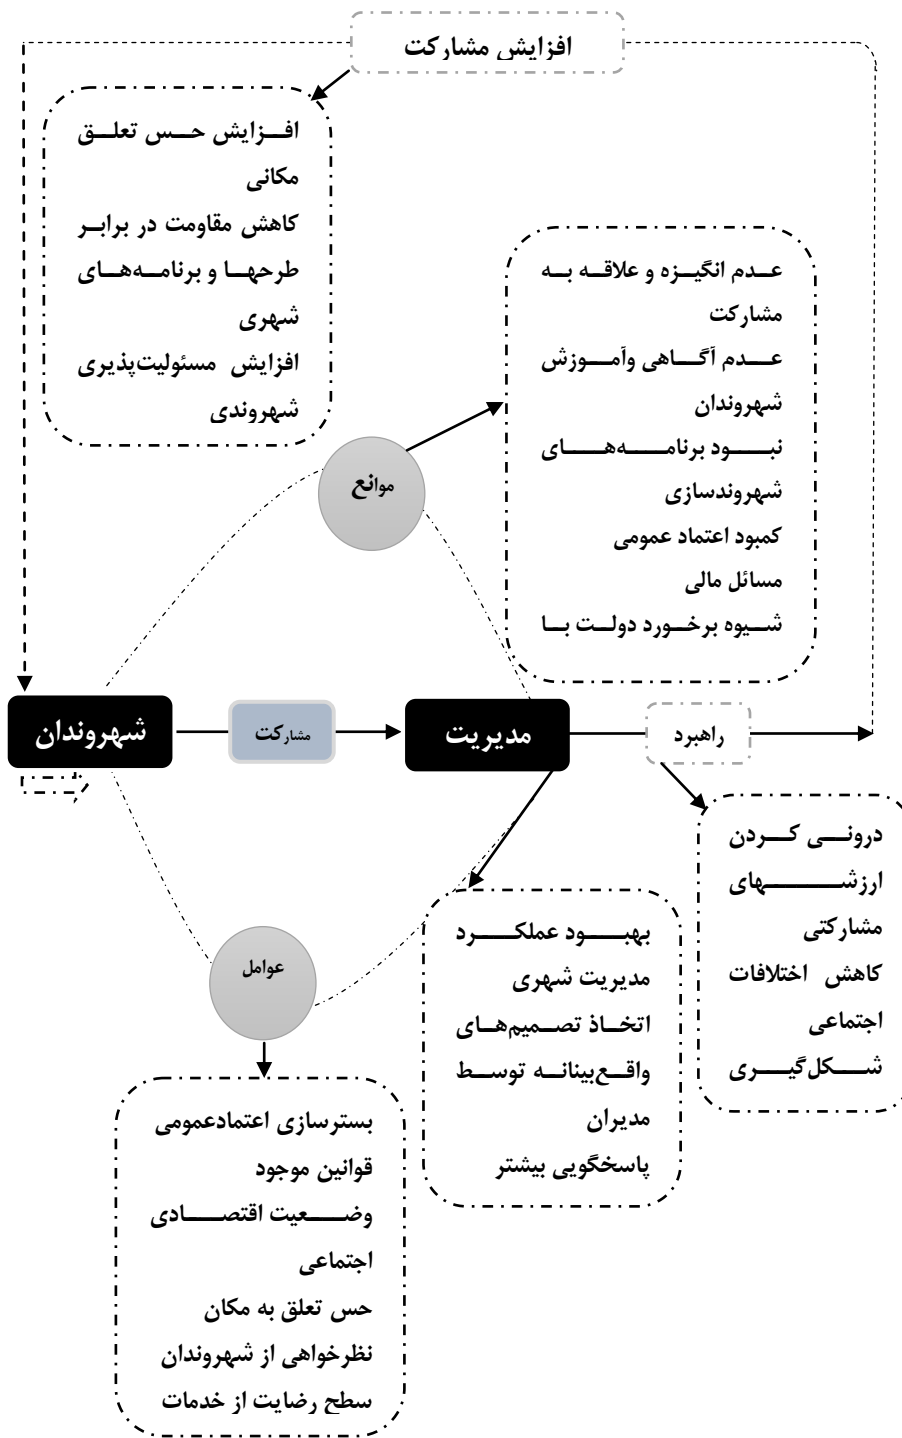 افزایش مشارکت
افزایش حس تعلق
مکانی
کاهش مقاومت در برابر
طرحها و برنامه‌های
شهری
افزایش مسئولیت‌پذیری
شهروندی
عدم انگیزه و علاقه به
مشارکت
عدم آگاهی وآموزش
شهروندان
نبود برنامه‌های
شهروندسازی
کمبود اعتماد عمومی
مسائل مالی
شیوه برخورد دولت با
موانع
شهروندان
مشارکت
مدیریت
راهبرد
درونی کردن
ارزشهای
مشارکتی
کاهش اختلافات
اجتماعی
شکل‌گیری
بهبود عملکرد
مدیریت شهری
اتخاذ تصمیم‌های
واقع‌بینانه توسط
مدیران
پاسخگویی بیشتر
عوامل
بسترسازی اعتمادعمومی
قوانین موجود
وضعیت اقتصادی
اجتماعی
حس تعلق به مکان
نظرخواهی از شهروندان
سطح رضایت از خدمات